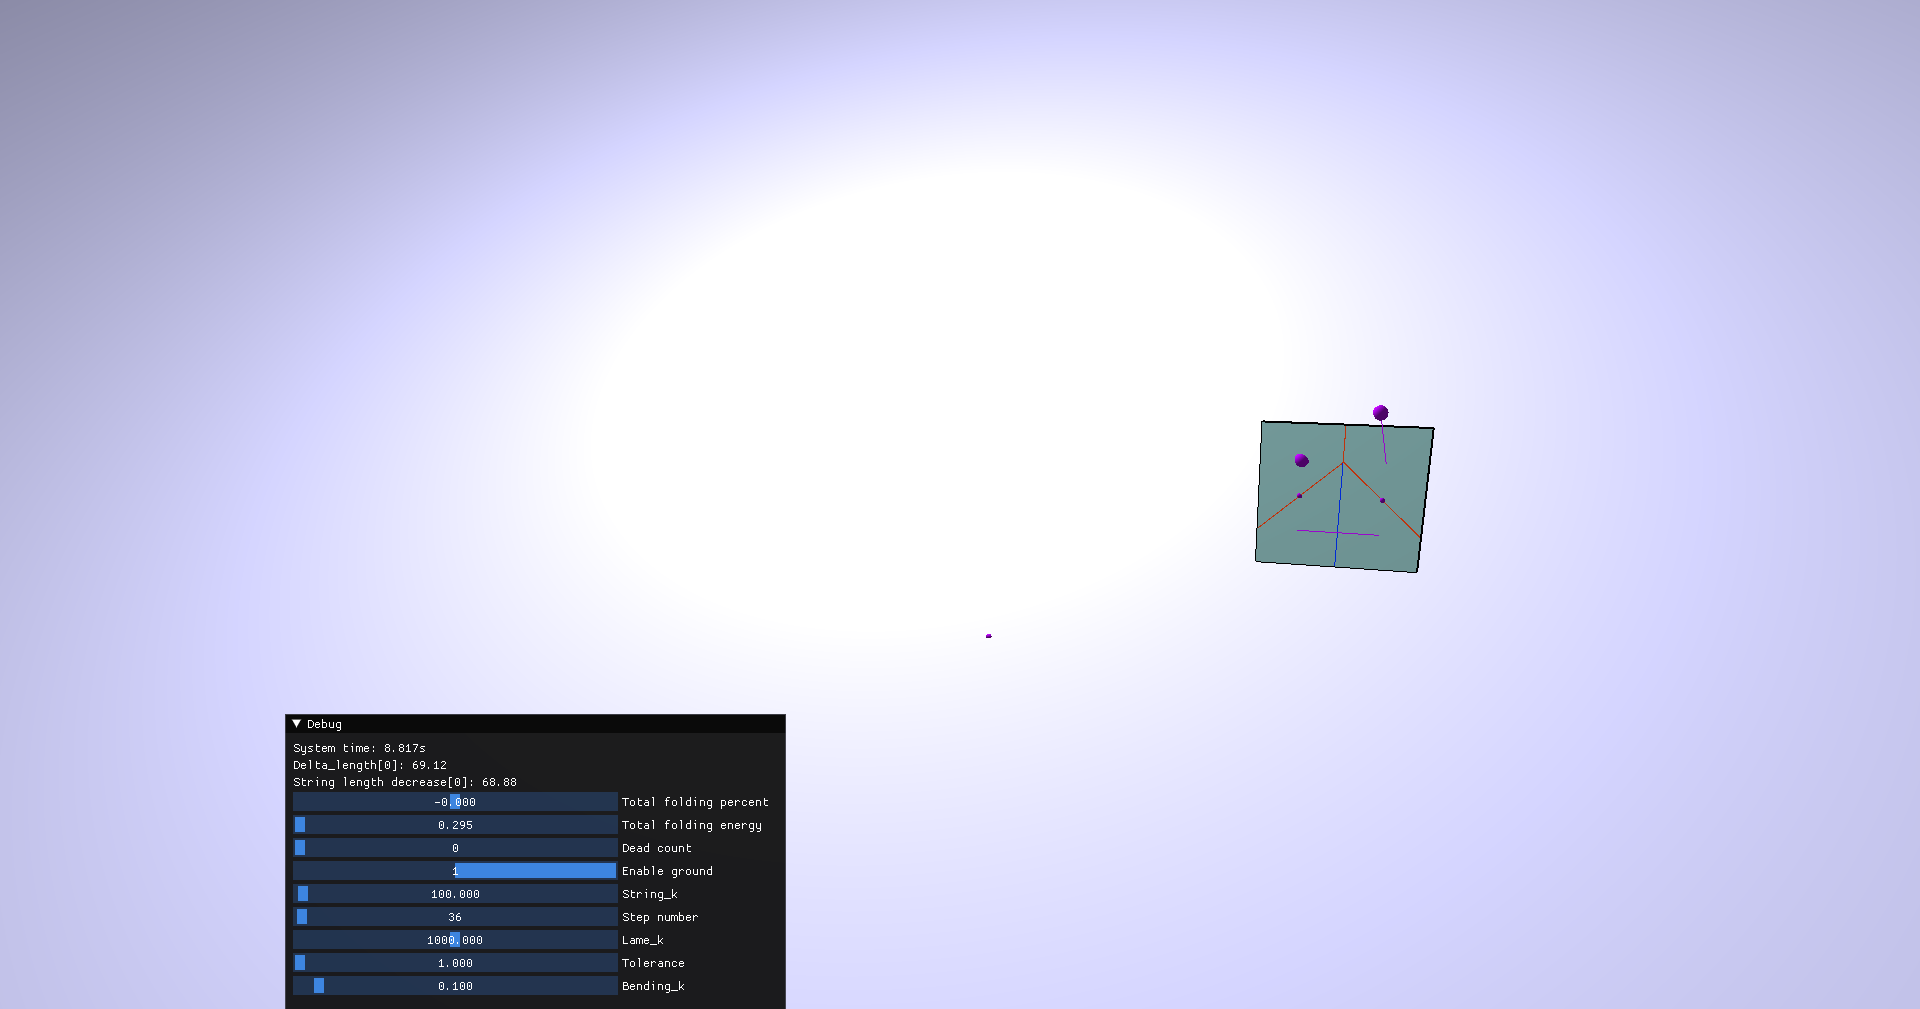 Debug
System time: 8.817s
Delta_length[0]: 69.12
String length decrease[0]: 68.88
-0.000 Total folding percent
0.295 Total folding energy
0 Dead count
1 Enable ground
100.000 String_k
36 Step number
1000.000 Lame_k
1.000 Tolerance
0.100 Bending_k